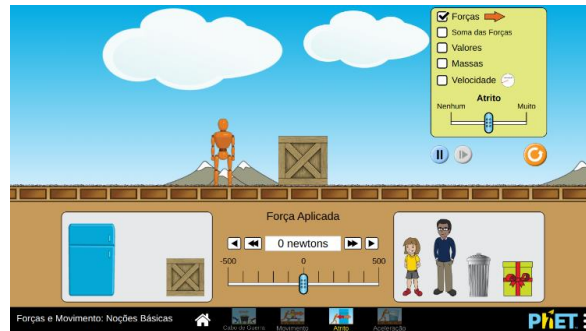 Forças
Soma das Forças
Valores
Massas
Velocidade
Atrito
Nenhum Muito
Força Aplicada
0 newtons
-500 0 500
Forças e Movimento: Noções Básicas
Cabo de Guerra Movimento Atrito Aceleração
PhET